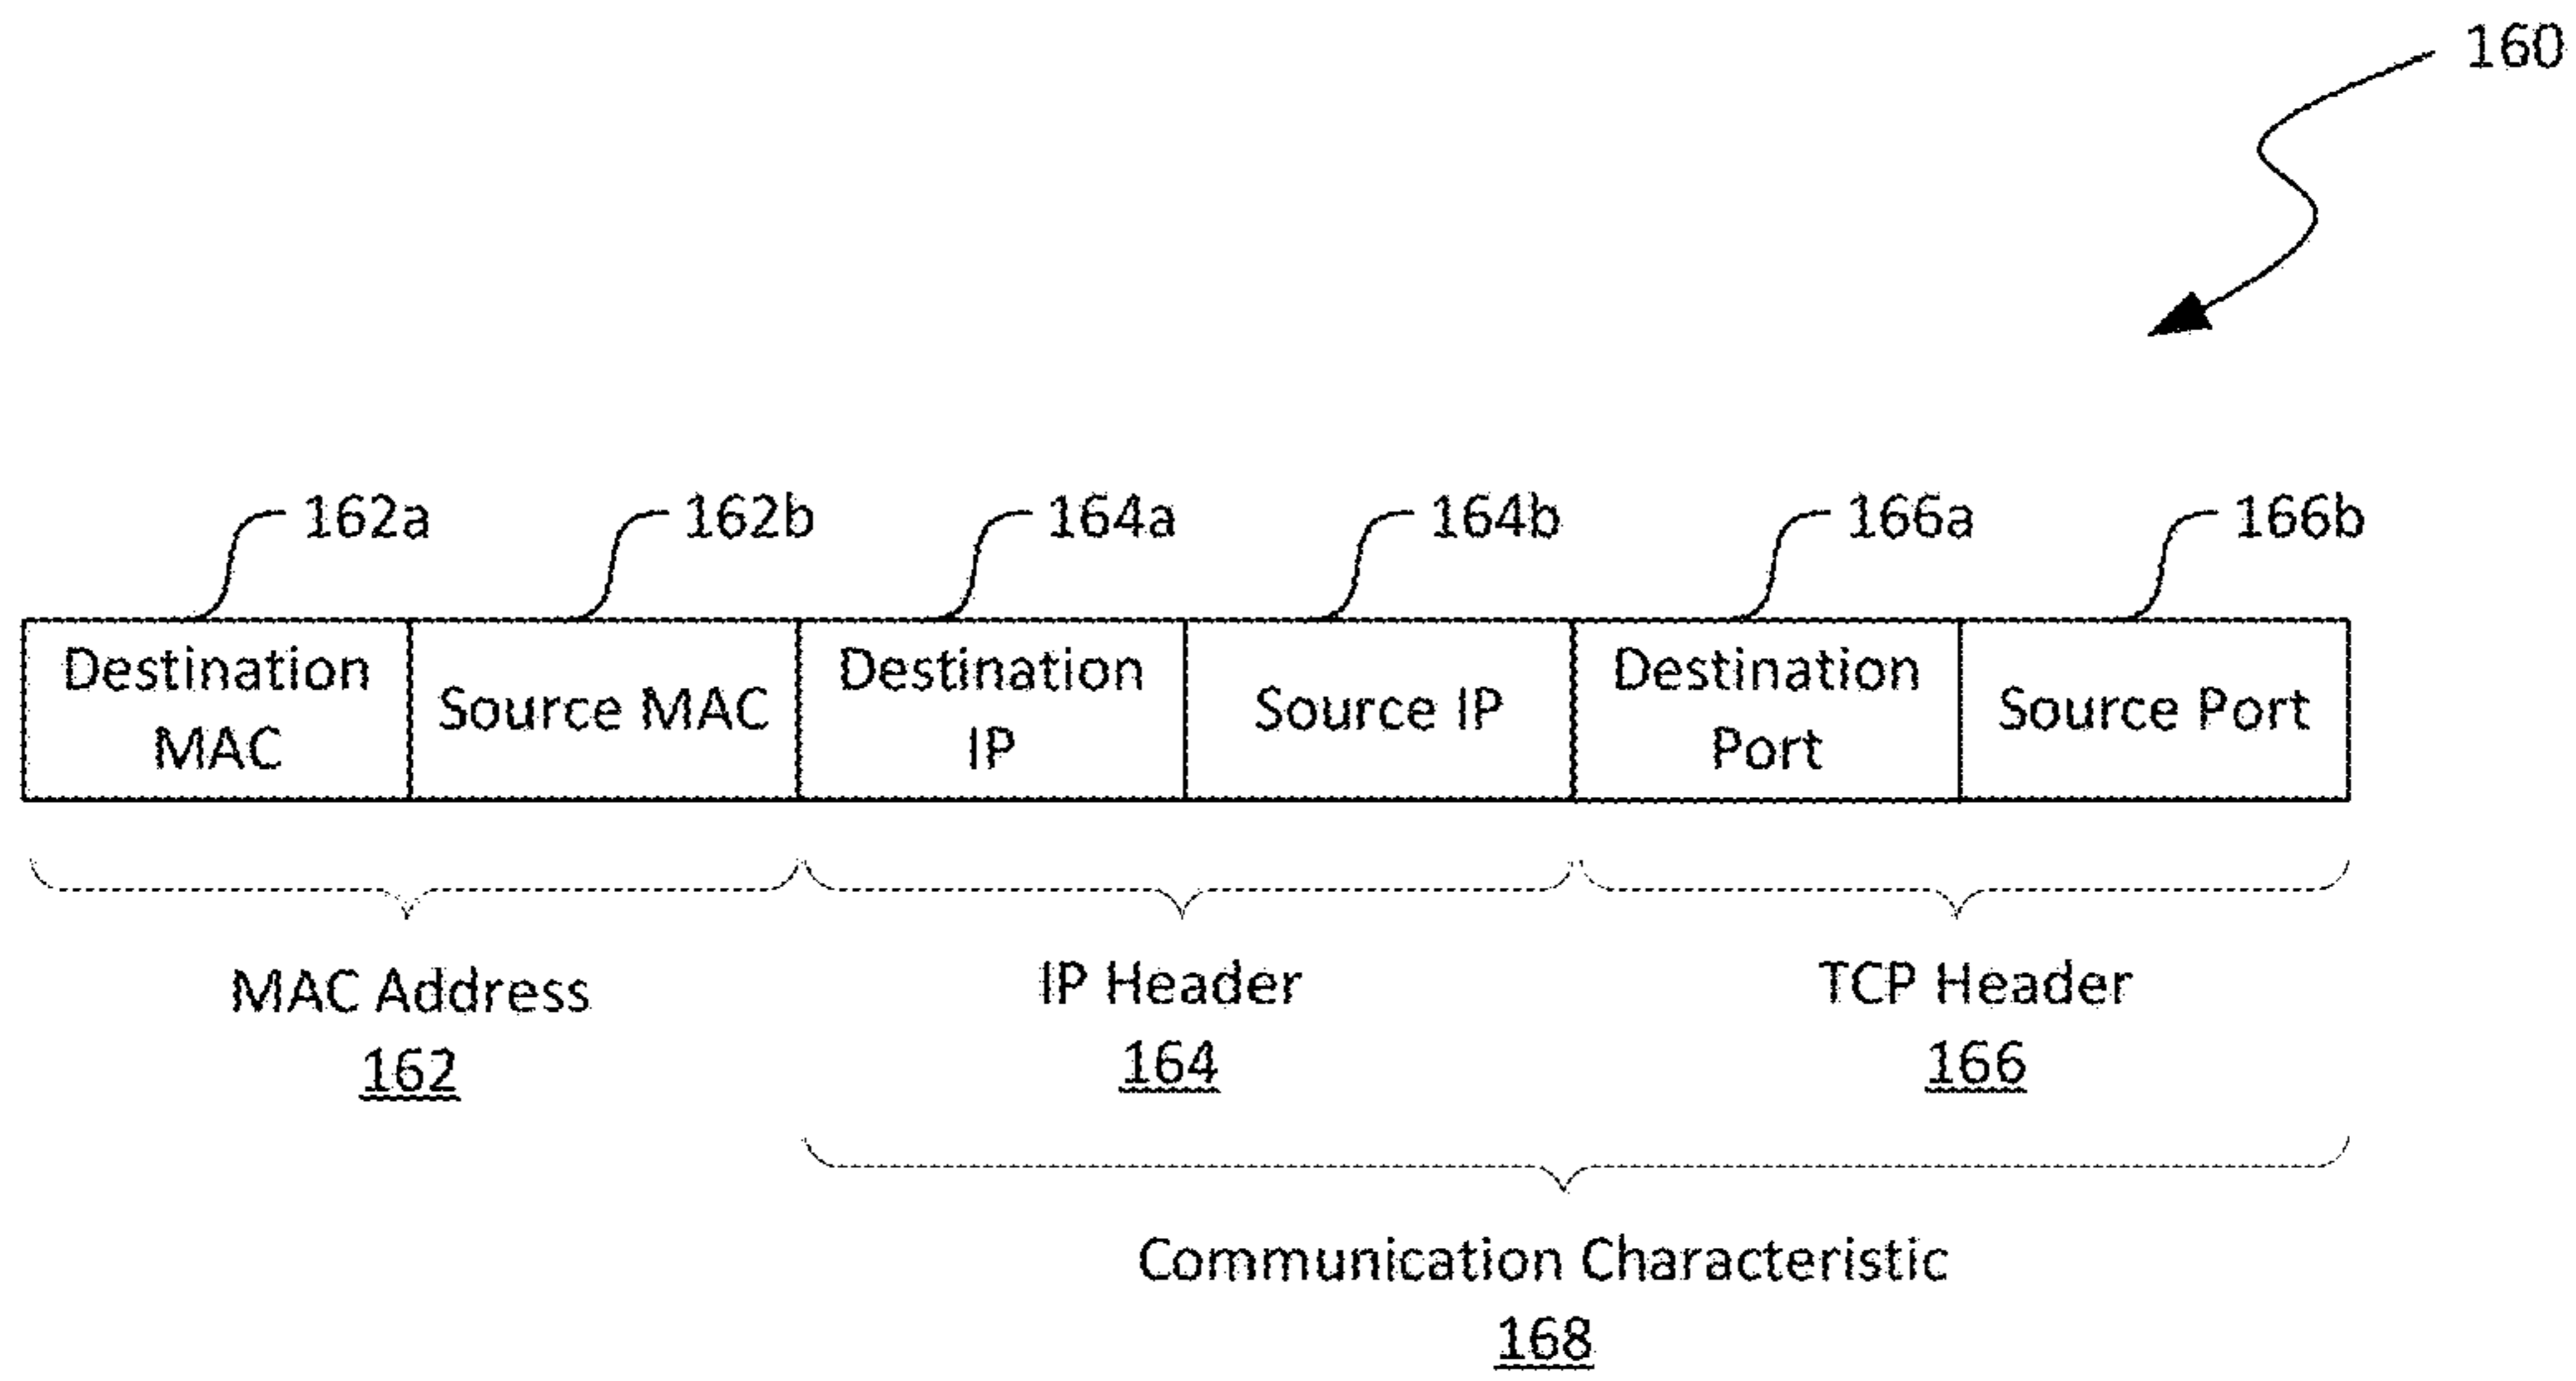 160
162a 162b 164a 164b 166a 166b
Destination MAC
Source MAC
Destination IP
Source IP
Destination Port
Source Port
MAC Address
162
IP Header
164
TCP Header
166
Communication Characteristic
168